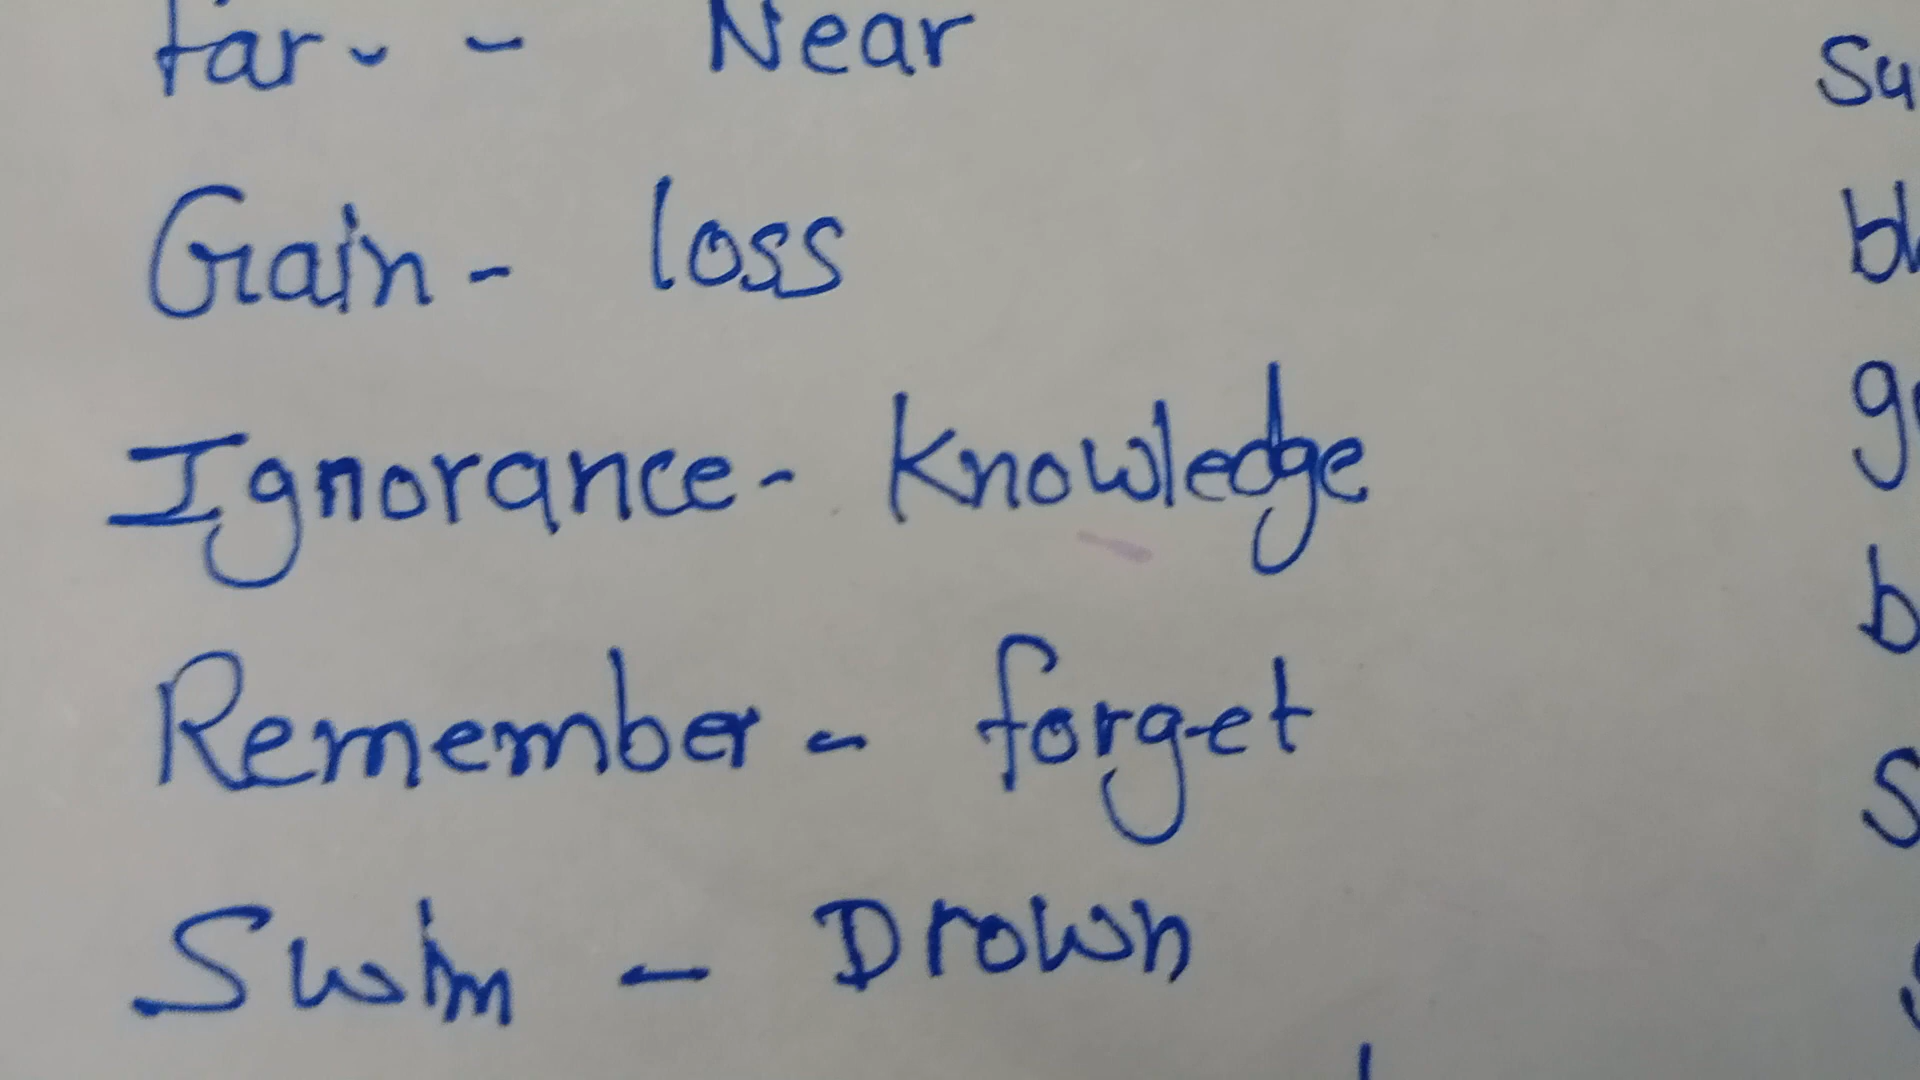 far - - Near
Gain - loss
Ignorance - Knowledge
Remember - forget
Swim - Drown